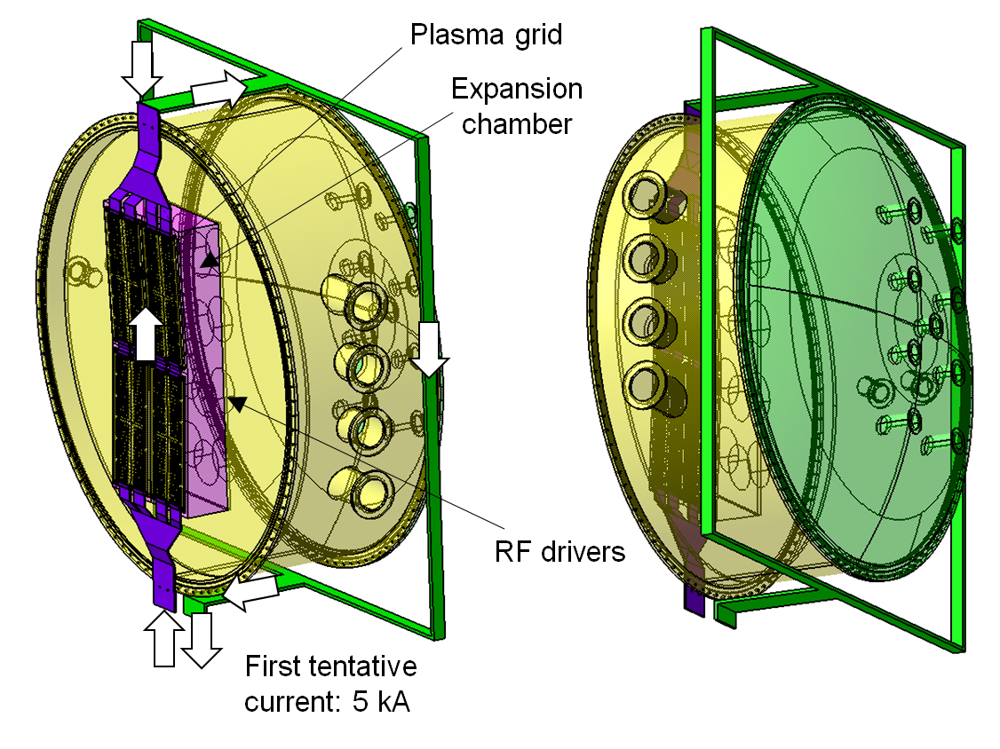 Plasma grid
Expansion
chamber
RF drivers
First tentative
current: 5 kA